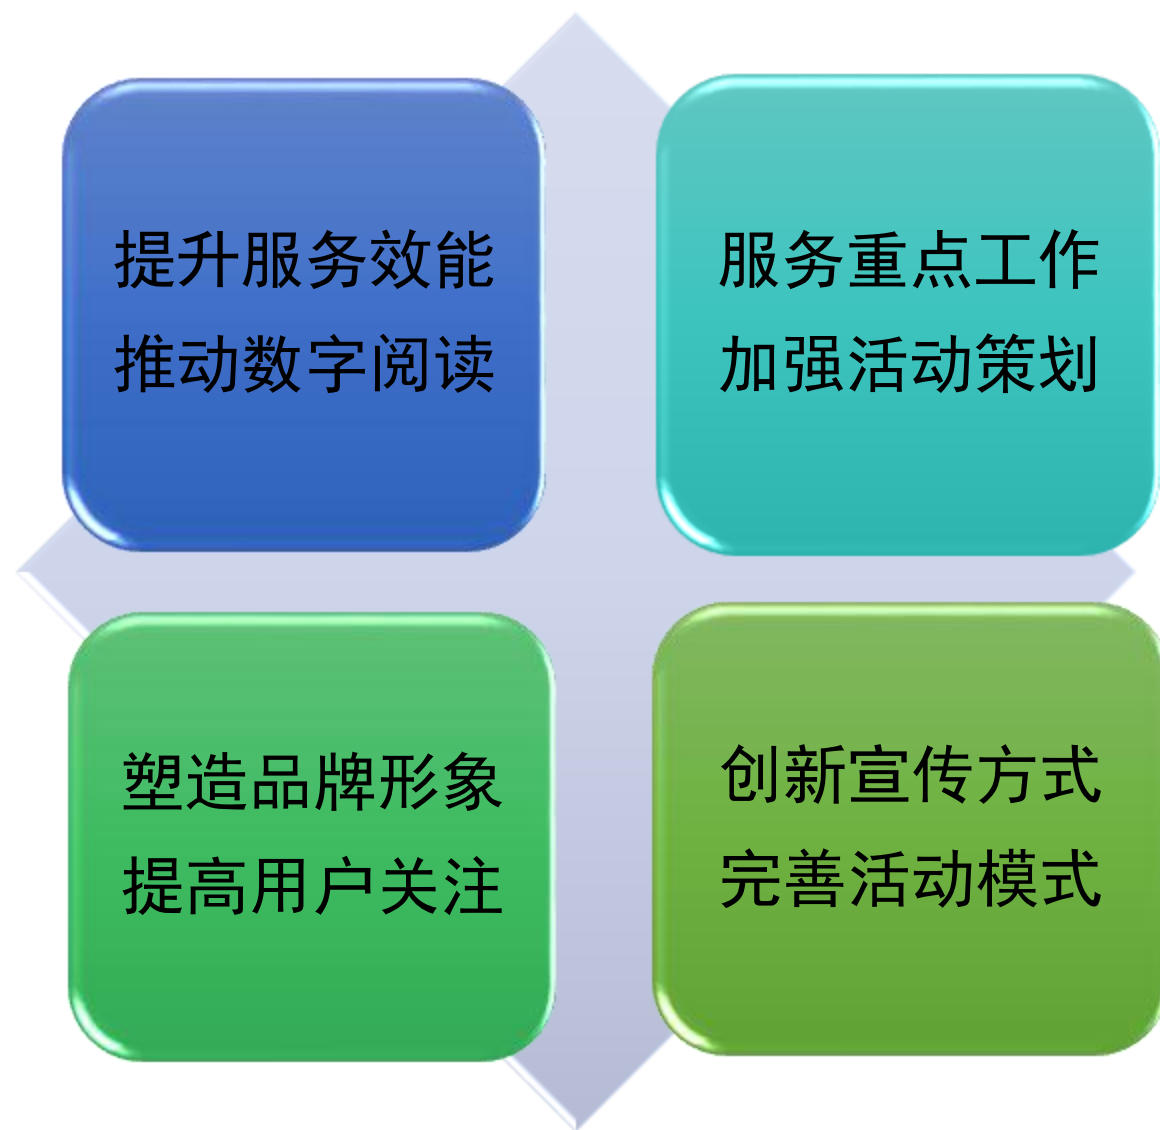 提升服务效能
推动数字阅读
服务重点工作
加强活动策划
塑造品牌形象
提高用户关注
创新宣传方式
完善活动模式